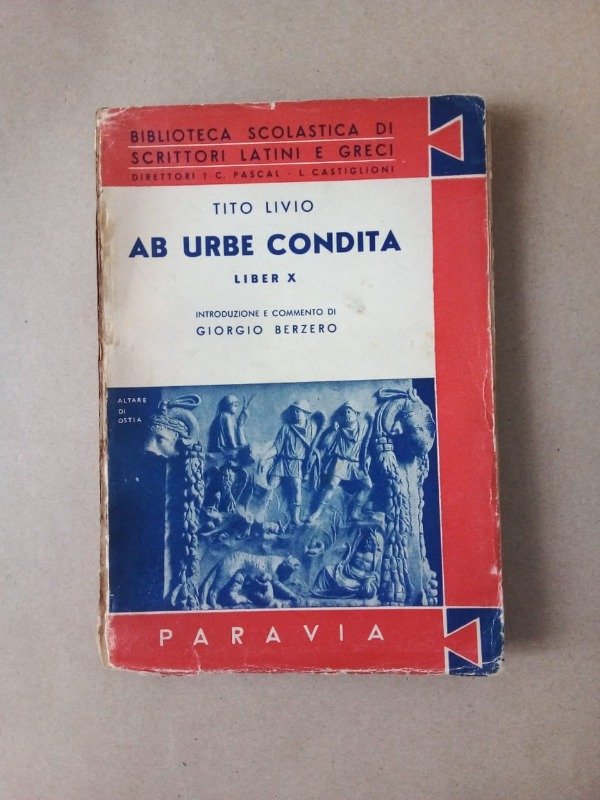 BIBLIOTECA SCOLASTICA DI
SCRITTORI LATINI E GRECI
DIRETTORI † C. PASCAL - L. CASTIGLIONI
TITO LIVIO
AB URBE CONDITA
LIBER X
INTRODUZIONE E COMMENTO DI
GIORGIO BERZERO
ALTARE
DI
OSTIA
PARAVIA